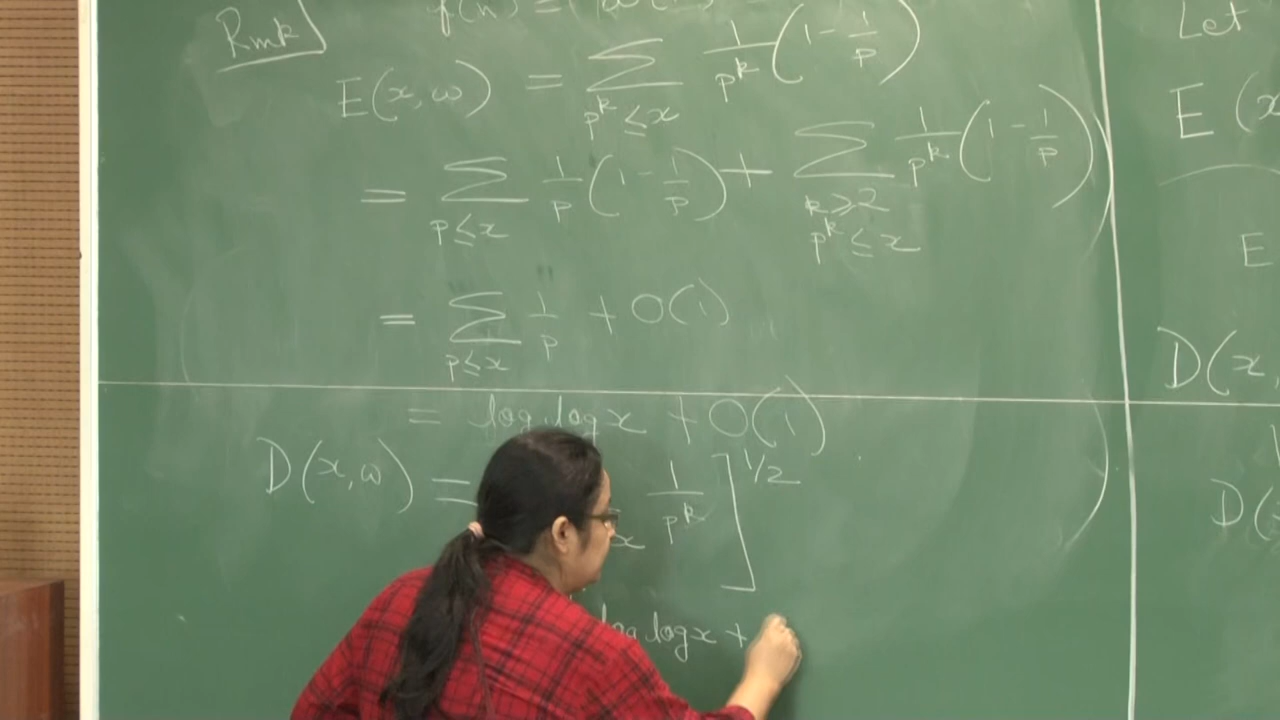 Rmk
E(x, ω) = ∑_{p^k ≤ x} 1/p^k (1 - 1/p)
= ∑_{p ≤ x} 1/p (1 - 1/p) + ∑_{k ≥ 2, p^k ≤ x} 1/p^k (1 - 1/p)
= ∑_{p ≤ x} 1/p + O(1)
= log log x + O(1)
D(x, ω) = x 1/p^k ]^{1/2}
log log x +
Let
E (x
E
D(x,
D(